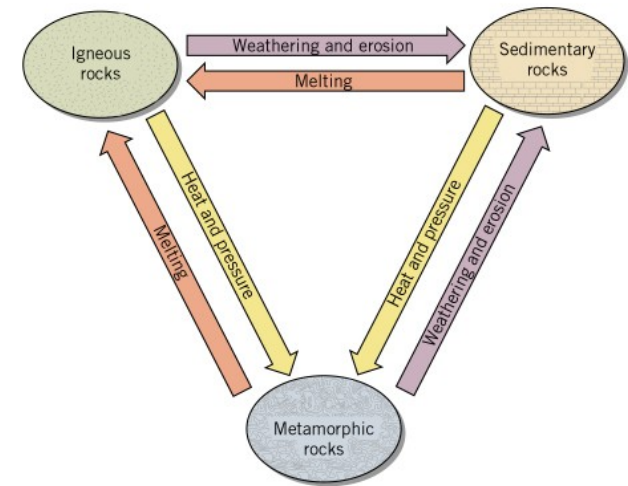 Igneous
rocks
Weathering and erosion
Sedimentary
rocks
Melting
Heat and pressure
Melting
Heat and pressure
Weathering and erosion
Metamorphic
rocks